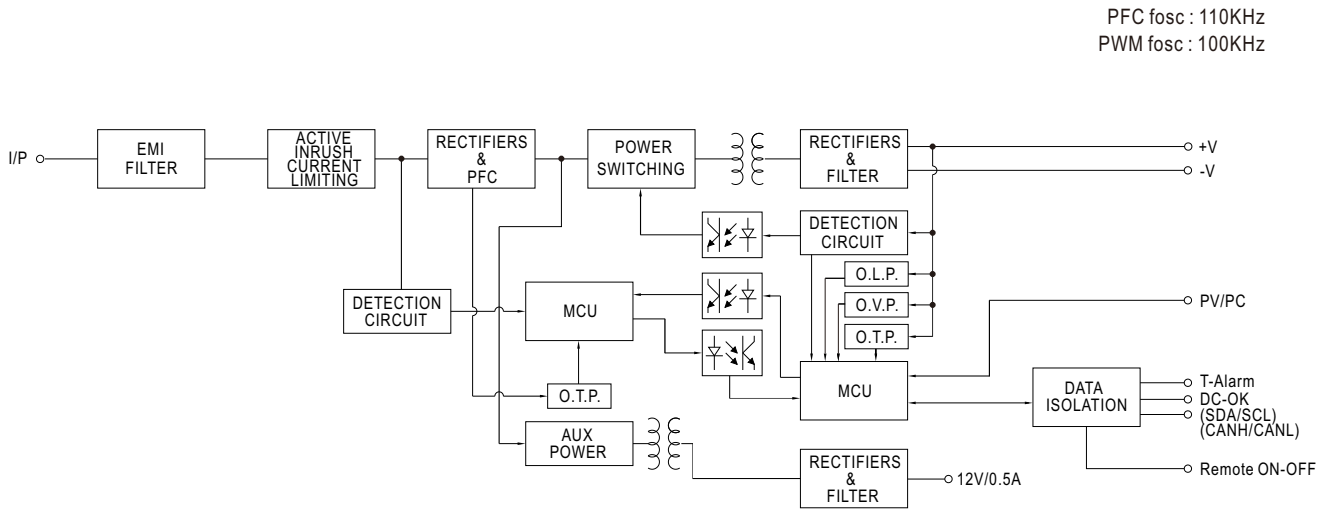 PFC fosc : 110KHz
PWM fosc : 100KHz
I/P
EMI
FILTER
ACTIVE
INRUSH
CURRENT
LIMITING
RECTIFIERS
&
PFC
POWER
SWITCHING
RECTIFIERS
&
FILTER
+V
-V
DETECTION
CIRCUIT
O.L.P.
O.V.P.
O.T.P.
DETECTION
CIRCUIT
MCU
PV/PC
MCU
O.T.P.
DATA
ISOLATION
T-Alarm
DC-OK
(SDA/SCL)
(CANH/CANL)
Remote ON-OFF
AUX
POWER
RECTIFIERS
&
FILTER
12V/0.5A